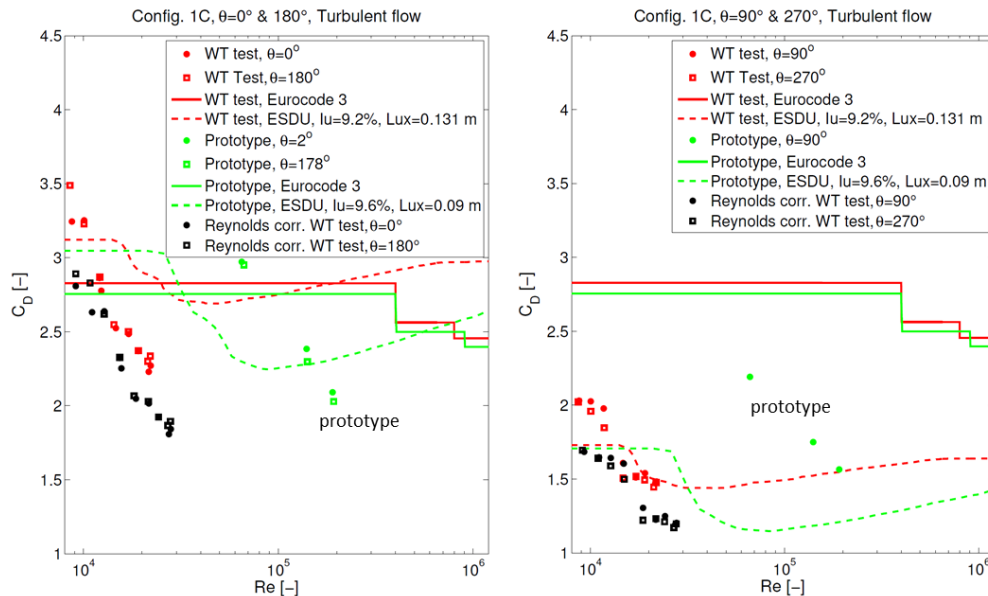 Config. 1C, θ=0° & 180°, Turbulent flow
4.5
4
3.5
3
2.5
2
1.5
1
C_D [-]
WT test, θ=0°
WT Test,θ=180°
WT test, Eurocode 3
WT test, ESDU, Iu=9.2%, Lux=0.131 m
Prototype, θ=2°
Prototype, θ=178°
Prototype, Eurocode 3
Prototype, ESDU, Iu=9.6%, Lux=0.09 m
Reynolds corr. WT test,θ=0°
Reynolds corr. WT test,θ=180°
prototype
10^4
10^5
10^6
Re [-]
Config. 1C, θ=90° & 270°, Turbulent flow
4.5
4
3.5
3
2.5
2
1.5
1
C_D [-]
WT test, θ=90°
WT Test,θ=270°
WT test, Eurocode 3
WT test, ESDU, Iu=9.2%, Lux=0.131 m
Prototype, θ=90°
Prototype, Eurocode 3
Prototype, ESDU, Iu=9.6%, Lux=0.09 m
Reynolds corr. WT test,θ=90°
Reynolds corr. WT test,θ=270°
prototype
10^4
10^5
10^6
Re [-]